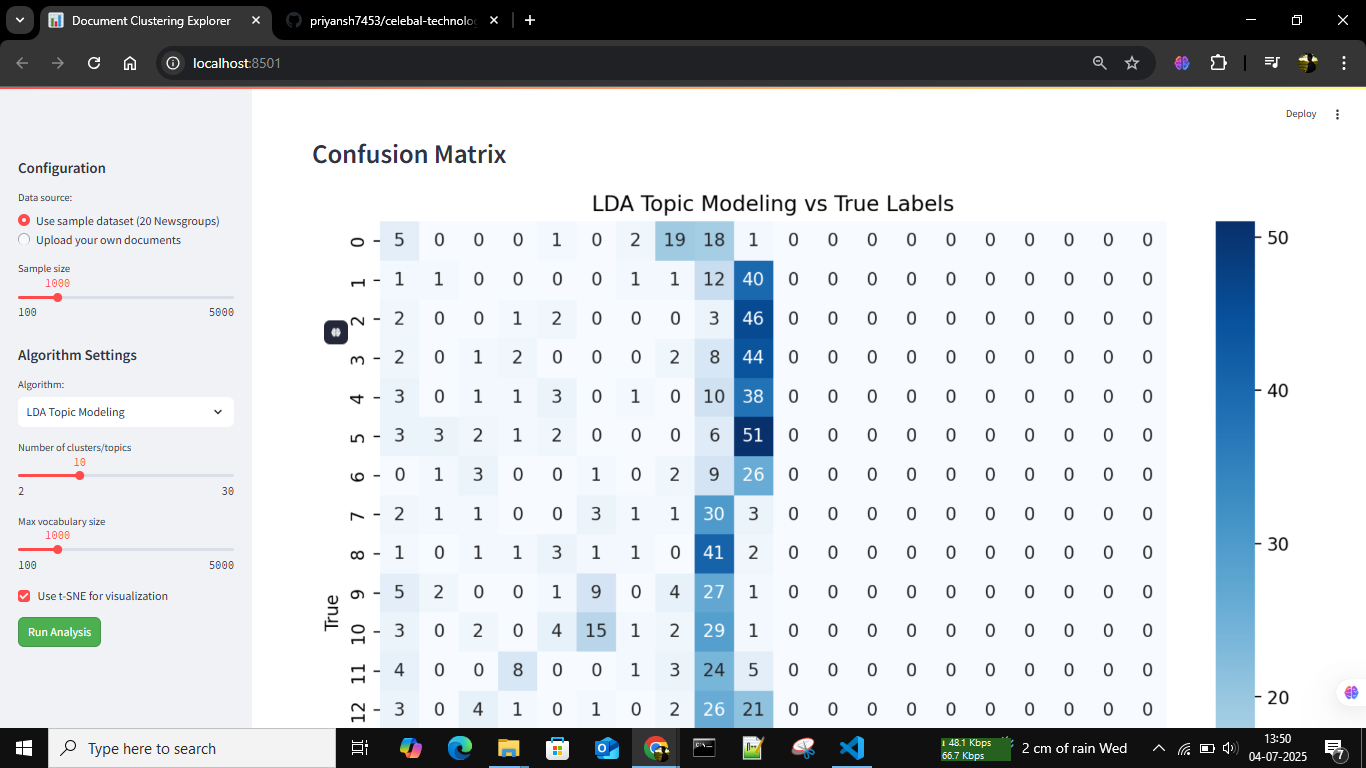 Document Clustering Explorer
priyansh7453/celebal-technolo
localhost:8501
Deploy
Configuration
Data source:
Use sample dataset (20 Newsgroups)
Upload your own documents
Sample size
1000
100 5000
Algorithm Settings
Algorithm:
LDA Topic Modeling
Number of clusters/topics
10
2 30
Max vocabulary size
1000
100 5000
Use t-SNE for visualization
Run Analysis
Confusion Matrix
LDA Topic Modeling vs True Labels
0 5 0 0 0 1 0 2 19 18 1 0 0 0 0 0 0 0 0 0 0
1 1 1 0 0 0 0 1 1 12 40 0 0 0 0 0 0 0 0 0 0
2 2 0 0 1 2 0 0 0 3 46 0 0 0 0 0 0 0 0 0 0
3 2 0 1 2 0 0 0 2 8 44 0 0 0 0 0 0 0 0 0 0
4 3 0 1 1 3 0 1 0 10 38 0 0 0 0 0 0 0 0 0 0
5 3 3 2 1 2 0 0 0 6 51 0 0 0 0 0 0 0 0 0 0
6 0 1 3 0 0 1 0 2 9 26 0 0 0 0 0 0 0 0 0 0
7 2 1 1 0 0 3 1 1 30 3 0 0 0 0 0 0 0 0 0 0
8 1 0 1 1 3 1 1 0 41 2 0 0 0 0 0 0 0 0 0 0
9 5 2 0 0 1 9 0 4 27 1 0 0 0 0 0 0 0 0 0 0
10 3 0 2 0 4 15 1 2 29 1 0 0 0 0 0 0 0 0 0 0
11 4 0 0 8 0 0 1 3 24 5 0 0 0 0 0 0 0 0 0 0
12 3 0 4 1 0 1 0 2 26 21 0 0 0 0 0 0 0 0 0 0
True
50
40
30
20
Type here to search
48.1 Kbps
66.7 Kbps
2 cm of rain Wed
13:50
04-07-2025
7